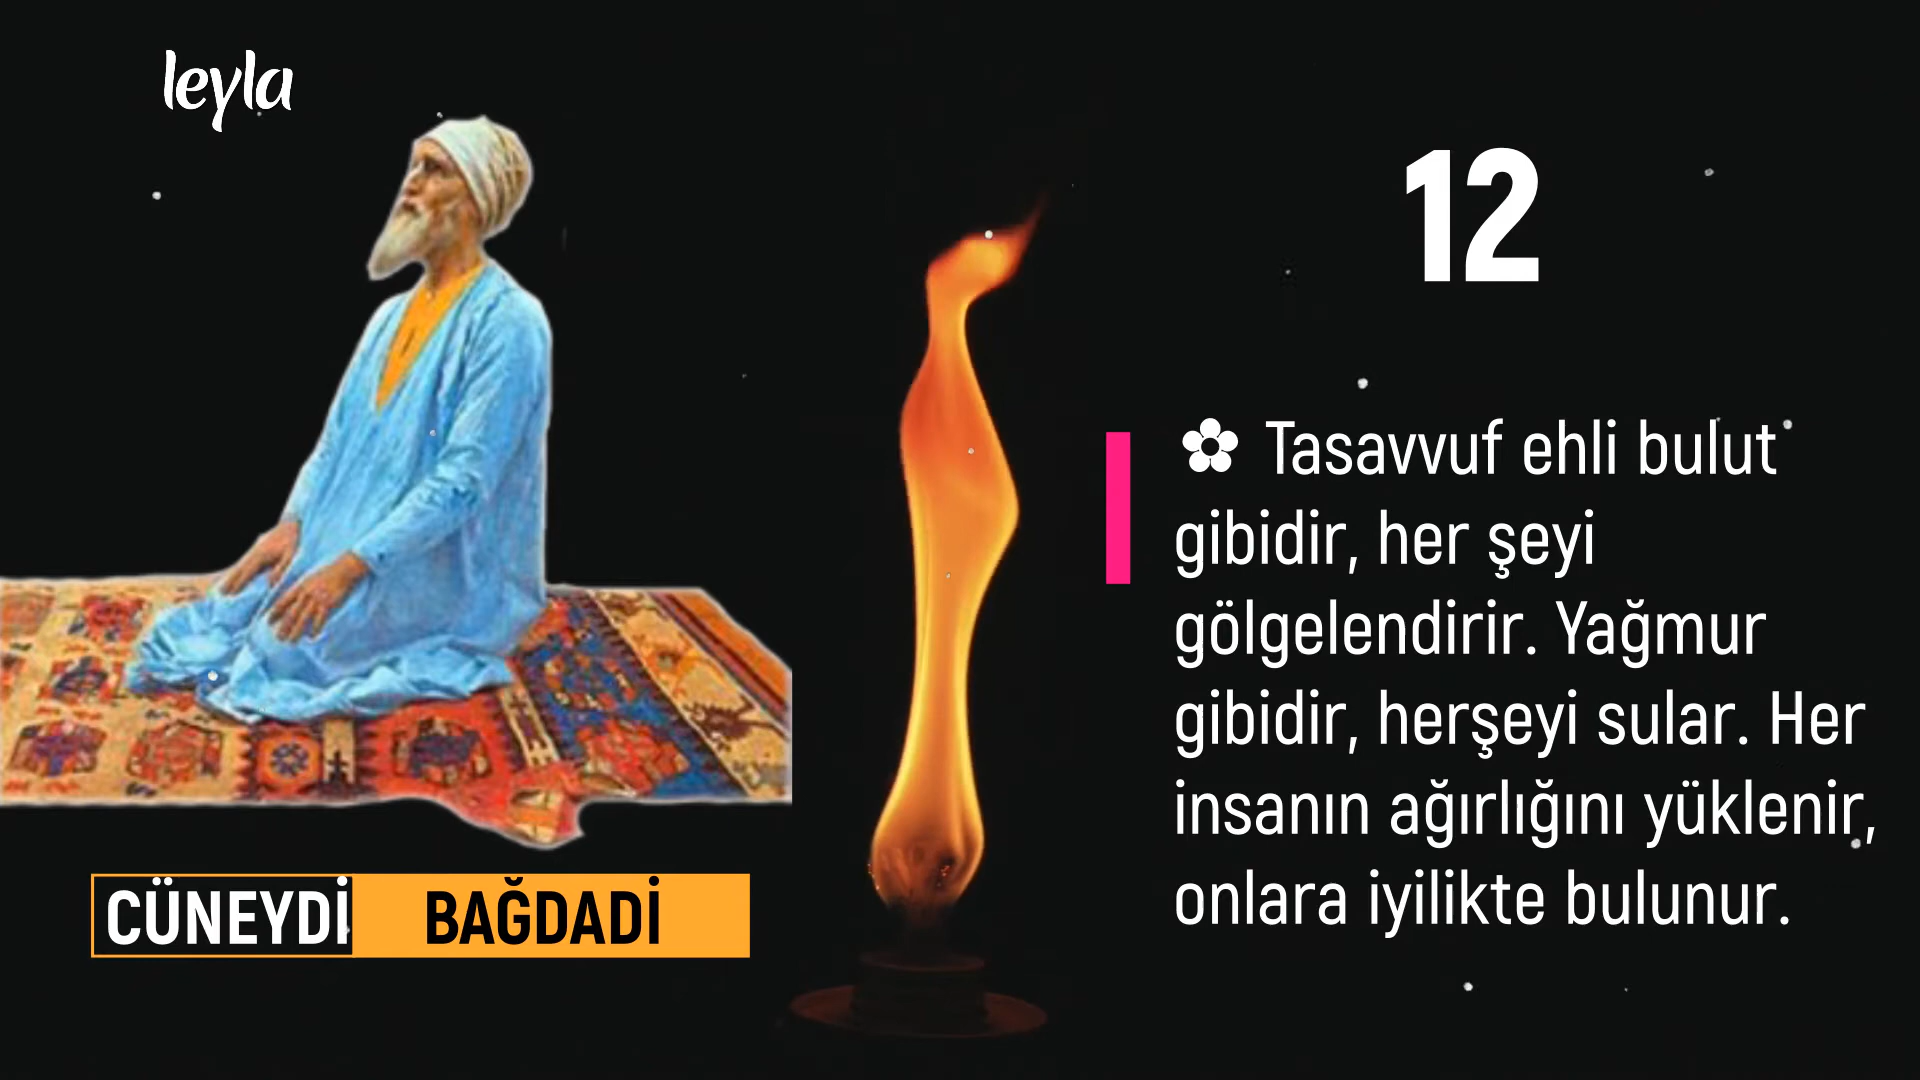 leyla
12
✿ Tasavvuf ehli bulut
gibidir, her şeyi
gölgelendirir. Yağmur
gibidir, herşeyi sular. Her
insanın ağırlığını yüklenir,
onlara iyilikte bulunur.
CÜNEYDİ BAĞDADİ